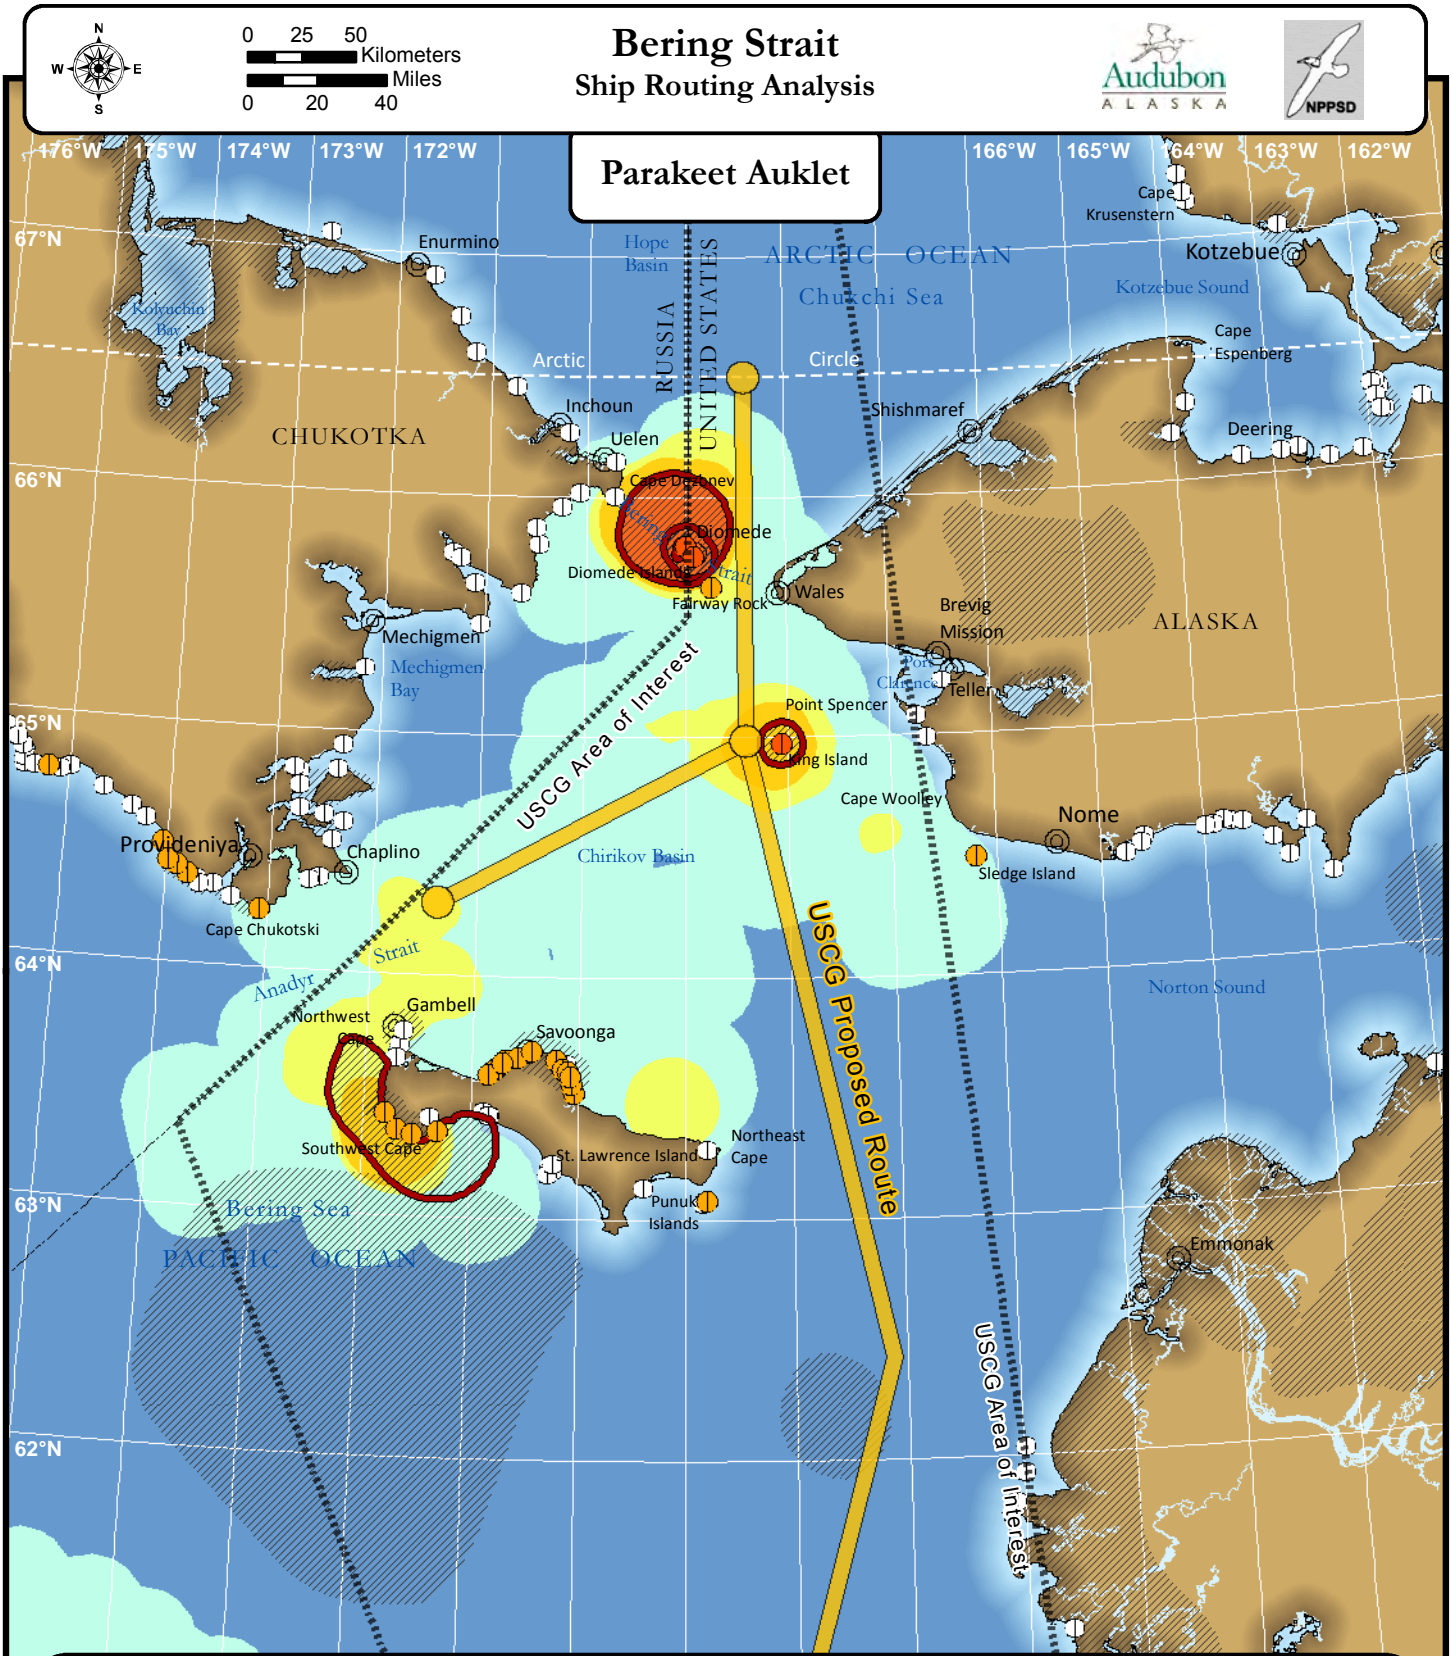 N
W
E
S
0 25 50
Kilometers
Miles
0 20 40
Bering Strait
Ship Routing Analysis
Audubon
ALASKA
NPPSD
Parakeet Auklet
176°W
175°W
174°W
173°W
172°W
166°W
165°W
164°W
163°W
162°W
67°N
66°N
65°N
64°N
63°N
62°N
Cape
Krusenstern
Enurmino
Hope
Basin
RUSSIA
UNITED STATES
ARCTIC OCEAN
Chukchi Sea
Kotzebue
Kotzebue Sound
Kolyuchin
Bay
Cape
Espenberg
Arctic
Circle
Inchoun
Shishmaref
CHUKOTKA
Uelen
Deering
Cape Dezhnev
Bering
Strait
Diomede
Diomede Islands
Fairway Rock
Wales
Brevig
Mission
ALASKA
Mechigmen
Mechigmen
Bay
Port
Clarence
Teller
USCG Area of Interest
Point Spencer
King Island
Cape Woolley
Nome
Provideniya
Chaplino
Chirikov Basin
Sledge Island
Cape Chukotski
Strait
Anadyr
USCG Proposed Route
Norton Sound
Northwest
Cape
Gambell
Savoonga
Southwest Cape
St. Lawrence Island
Northeast
Cape
Punuk
Islands
Bering Sea
PACIFIC OCEAN
Emmonak
USCG Area of Interest